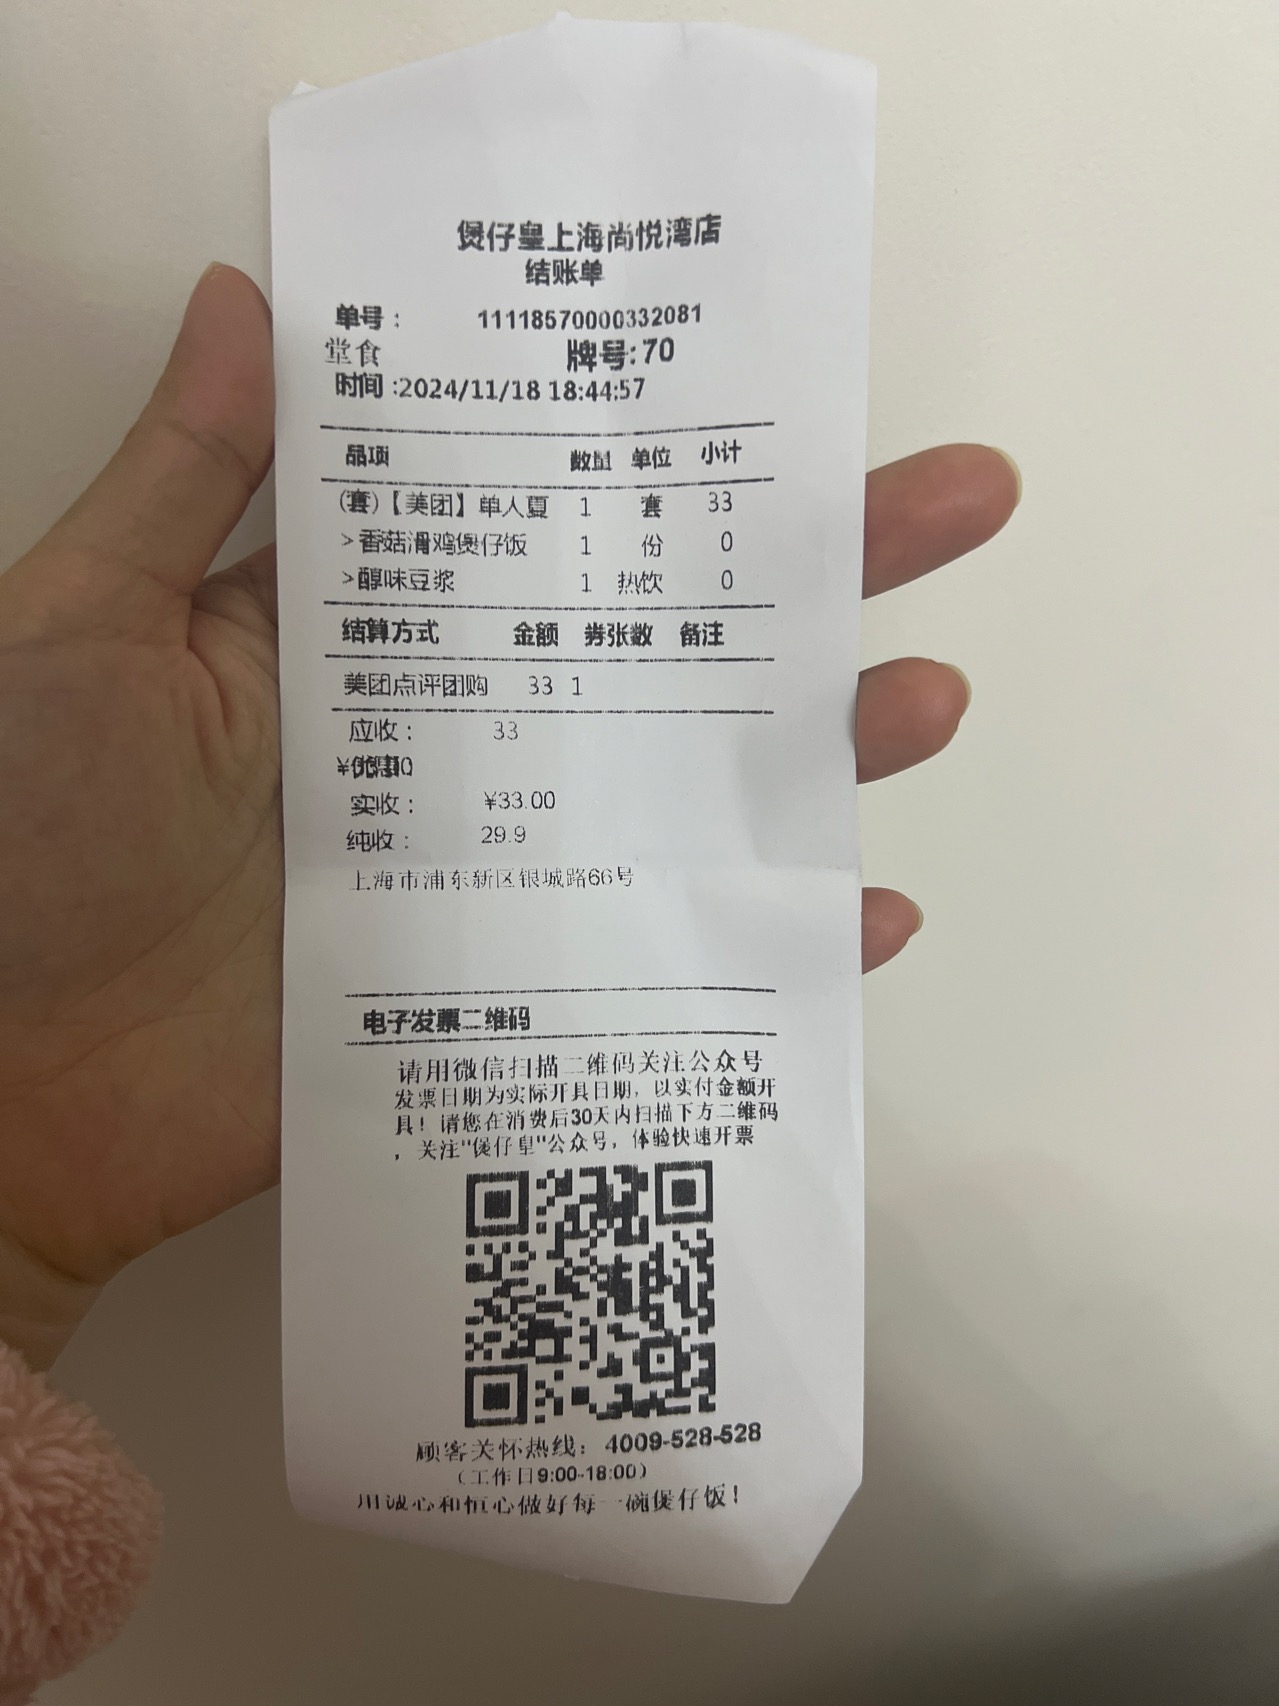 煲仔皇上海尚悦湾店
结账单
单号： 11118570000332081
堂食 牌号:70
时间:2024/11/18 18:44:57
品项 数量 单位 小计
(套)【美团】单人夏 1 套 33
>香菇滑鸡煲仔饭 1 份 0
>醇味豆浆 1 热饮 0
结算方式 金额 券张数 备注
美团点评团购 33 1
应收： 33
实收： ¥33.00
纯收： 29.9
上海市浦东新区银城路66号
电子发票二维码
请用微信扫描二维码关注公众号
发票日期为实际开具日期，以实付金额开
具！请您在消费后30天内扫描下方二维码
，关注"煲仔皇"公众号，体验快速开票
顾客关怀热线：4009-528-528
（工作日9:00-18:00）
用诚心和恒心做好每一碗煲仔饭！